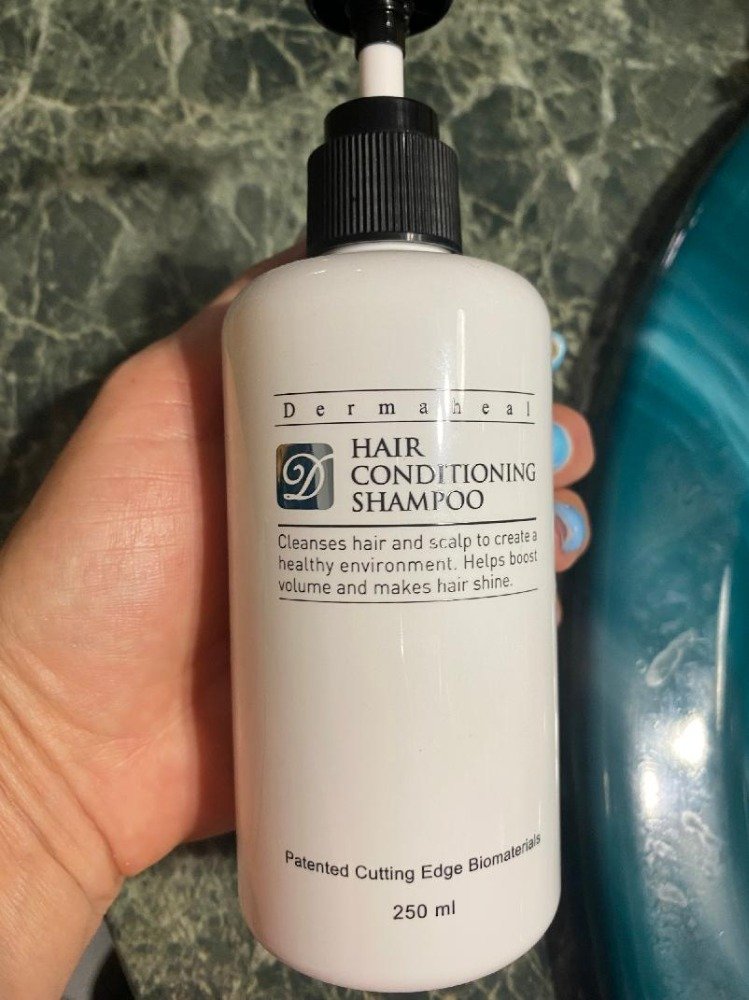 Dermaheal
D
HAIR
CONDITIONING
SHAMPOO
Cleanses hair and scalp to create a
healthy environment. Helps boost
volume and makes hair shine.
Patented Cutting Edge Biomaterials
250 ml